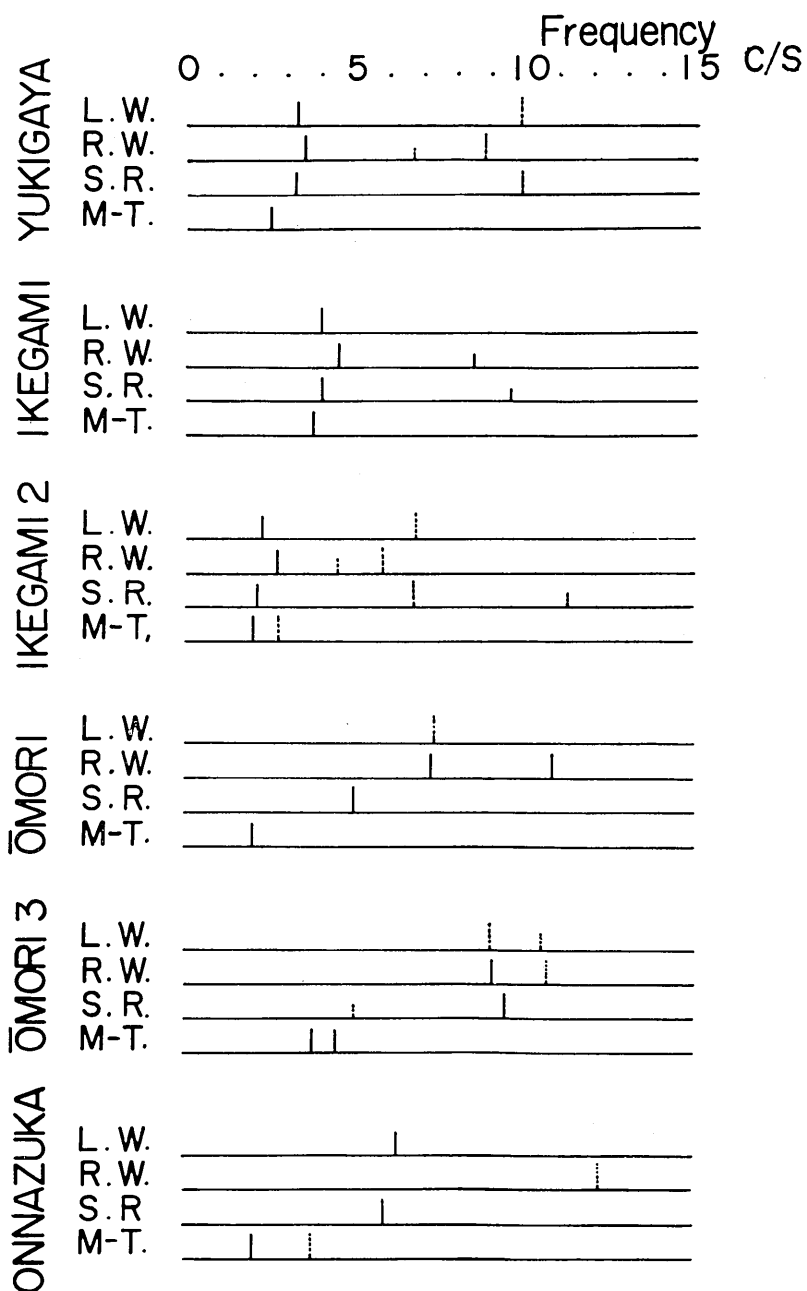 Frequency
0 . . . . 5 . . . . 10 . . . . 15 C/S
YUKIGAYA
L.W.
R.W.
S.R.
M-T.
IKEGAMI
L.W.
R.W.
S.R.
M-T.
IKEGAMI 2
L.W.
R.W.
S.R.
M-T,
ŌMORI
L.W.
R.W.
S.R.
M-T.
ŌMORI 3
L.W.
R.W.
S.R.
M-T.
ONNAZUKA
L.W.
R.W.
S.R
M-T.